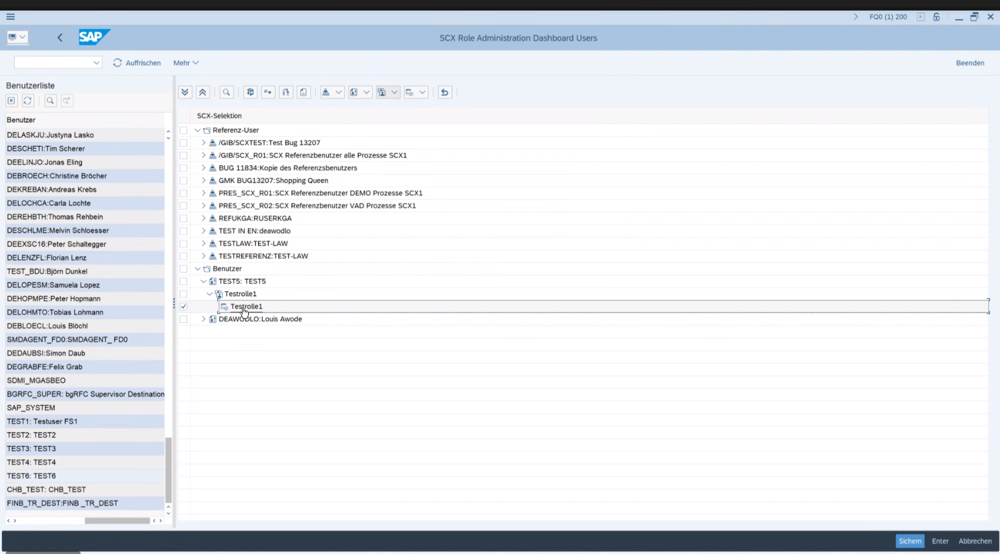 FQ0 (1) 200
SAP
SCX Role Administration Dashboard Users
Auffrischen
Mehr
Beenden
Benutzerliste
Benutzer
DELASKJU:Justyna Lasko
DESCHETI:Tim Scherer
DEELINJO:Jonas Eling
DEBROECH:Christine Bröcher
DEKREBAN:Andreas Krebs
DELOCHCA:Carla Lochte
DEREHBTH:Thomas Rehbein
DESCHLME:Melvin Schloesser
DEEXSC16:Peter Schaltegger
DELENZFL:Florian Lenz
TEST_BDU:Björn Dunkel
DELOPESM:Samuela Lopez
DEHOPMPE:Peter Hopmann
DELOHMTO:Tobias Lohmann
DEBLOECL:Louis Blöchl
SMDAGENT_FD0:SMDAGENT_ FD0
DEDAUBSI:Simon Daub
DEGRABFE:Felix Grab
SDMI_MGASBEO
BGRFC_SUPER: bgRFC Supervisor Destination
SAP_SYSTEM
TEST1: Testuser FS1
TEST2: TEST2
TEST3: TEST3
TEST4: TEST4
TEST6: TEST6
CHB_TEST: CHB_TEST
FINB_TR_DEST:FINB _TR_DEST
SCX-Selektion
Referenz-User
/GIB/SCXTEST:Test Bug 13207
/GIB/SCX_R01:SCX Referenzbenutzer alle Prozesse SCX1
BUG 11834:Kopie des Referenzsbenutzers
GMK BUG13207:Shopping Queen
PRES_SCX_R01:SCX Referenzbenutzer DEMO Prozesse SCX1
PRES_SCX_R02:SCX Referenzbenutzer VAD Prozesse SCX1
REFUKGA:RUSERKGA
TEST IN EN:deawodlo
TESTLAW:TEST-LAW
TESTREFERENZ:TEST-LAW
Benutzer
TEST5: TEST5
Testrolle1
Testrolle1
DEAWODLO:Louis Awode
Sichern
Enter
Abbrechen